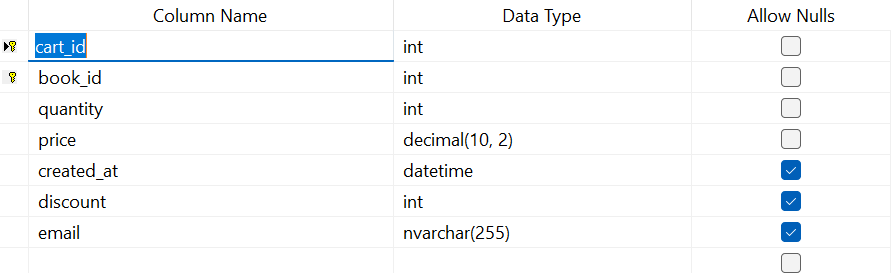 Column Name Data Type Allow Nulls
cart_id int
book_id int
quantity int
price decimal(10, 2)
created_at datetime
discount int
email nvarchar(255)